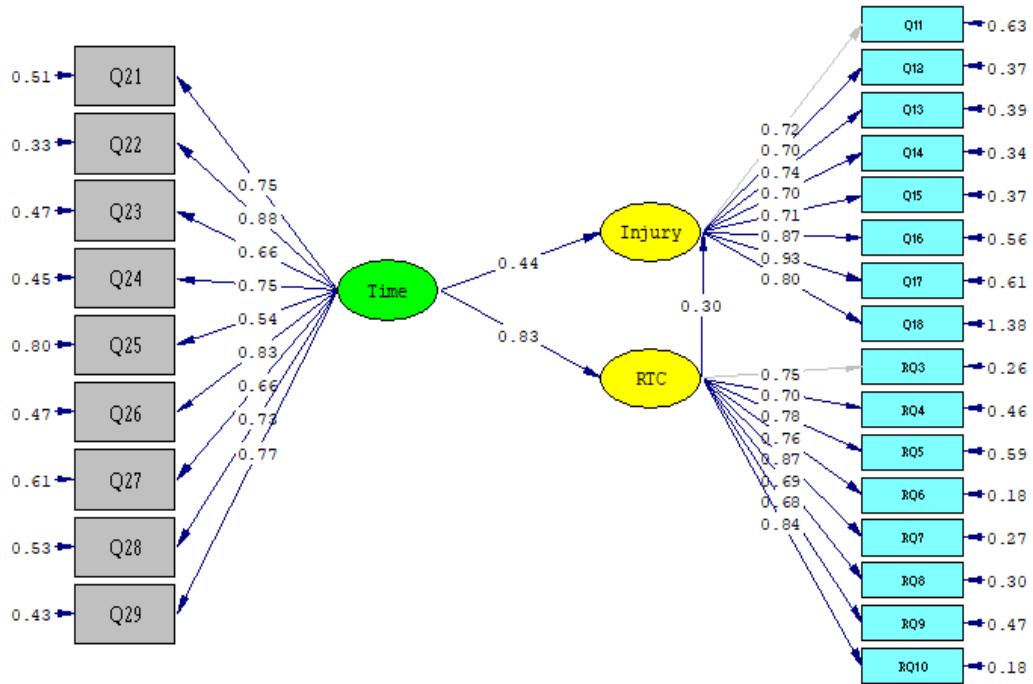 0.51 Q21
0.33 Q22
0.47 Q23
0.45 Q24
0.80 Q25
0.47 Q26
0.61 Q27
0.53 Q28
0.43 Q29
0.75
0.88
0.66
0.75
0.54
0.83
0.66
0.73
0.77
Time
0.44
0.83
Injury
0.30
RTC
0.72
0.70
0.74
0.70
0.71
0.87
0.93
0.80
0.75
0.70
0.78
0.76
0.87
0.69
0.68
0.84
Q11 0.63
Q12 0.37
Q13 0.39
Q14 0.34
Q15 0.37
Q16 0.56
Q17 0.61
Q18 1.38
RQ3 0.26
RQ4 0.46
RQ5 0.59
RQ6 0.18
RQ7 0.27
RQ8 0.30
RQ9 0.47
RQ10 0.18